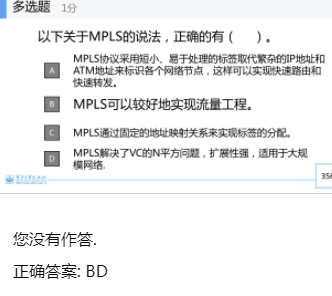 多选题 1分
以下关于MPLS的说法，正确的有（ ）。
A MPLS协议采用短小、易于处理的标签取代繁杂的IP地址和
ATM地址来标识各个网络节点，这样可以实现快速路由和
快速转发。
B MPLS可以较好地实现流量工程。
C MPLS通过固定的地址映射关系来实现标签的分配。
D MPLS解决了VC的N平方问题，扩展性强，适用于大规
模网络.
356
您没有作答.
正确答案: BD